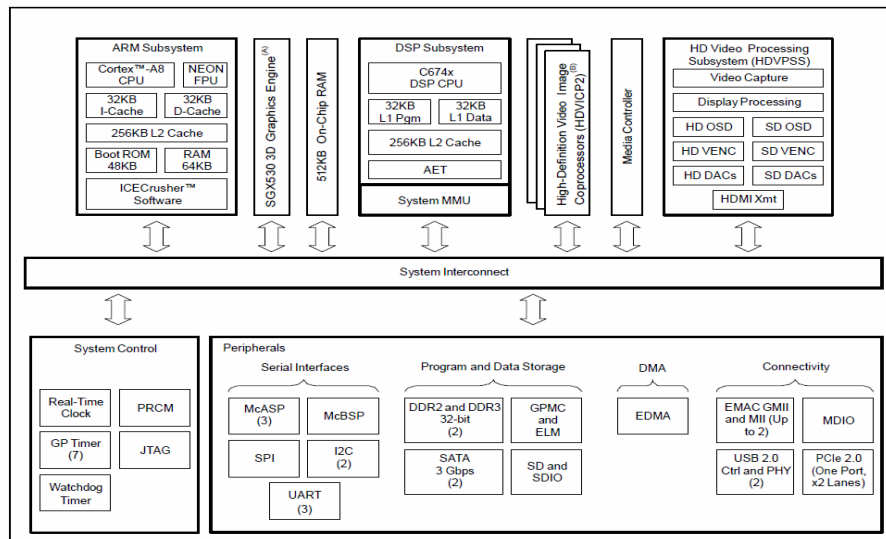 ARM Subsystem
Cortex™-A8
CPU
NEON
FPU
32KB
I-Cache
32KB
D-Cache
256KB L2 Cache
Boot ROM
48KB
RAM
64KB
ICECrusher™
Software
SGX530 3D Graphics Engine(A)
512KB On-Chip RAM
DSP Subsystem
C674x
DSP CPU
32KB
L1 Pgm
32KB
L1 Data
256KB L2 Cache
AET
System MMU
High-Definition Video Image
Coprocessors (HDVICP2)(B)
Media Controller
HD Video Processing
Subsystem (HDVPSS)
Video Capture
Display Processing
HD OSD
SD OSD
HD VENC
SD VENC
HD DACs
SD DACs
HDMI Xmt
System Interconnect
System Control
Real-Time
Clock
PRCM
GP Timer
(7)
JTAG
Watchdog
Timer
Peripherals
Serial Interfaces
McASP
(3)
McBSP
SPI
I2C
(2)
UART
(3)
Program and Data Storage
DDR2 and DDR3
32-bit
(2)
GPMC
and
ELM
SATA
3 Gbps
(2)
SD and
SDIO
DMA
EDMA
Connectivity
EMAC GMII
and MII (Up
to 2)
MDIO
USB 2.0
Ctrl and PHY
(2)
PCIe 2.0
(One Port,
x2 Lanes)